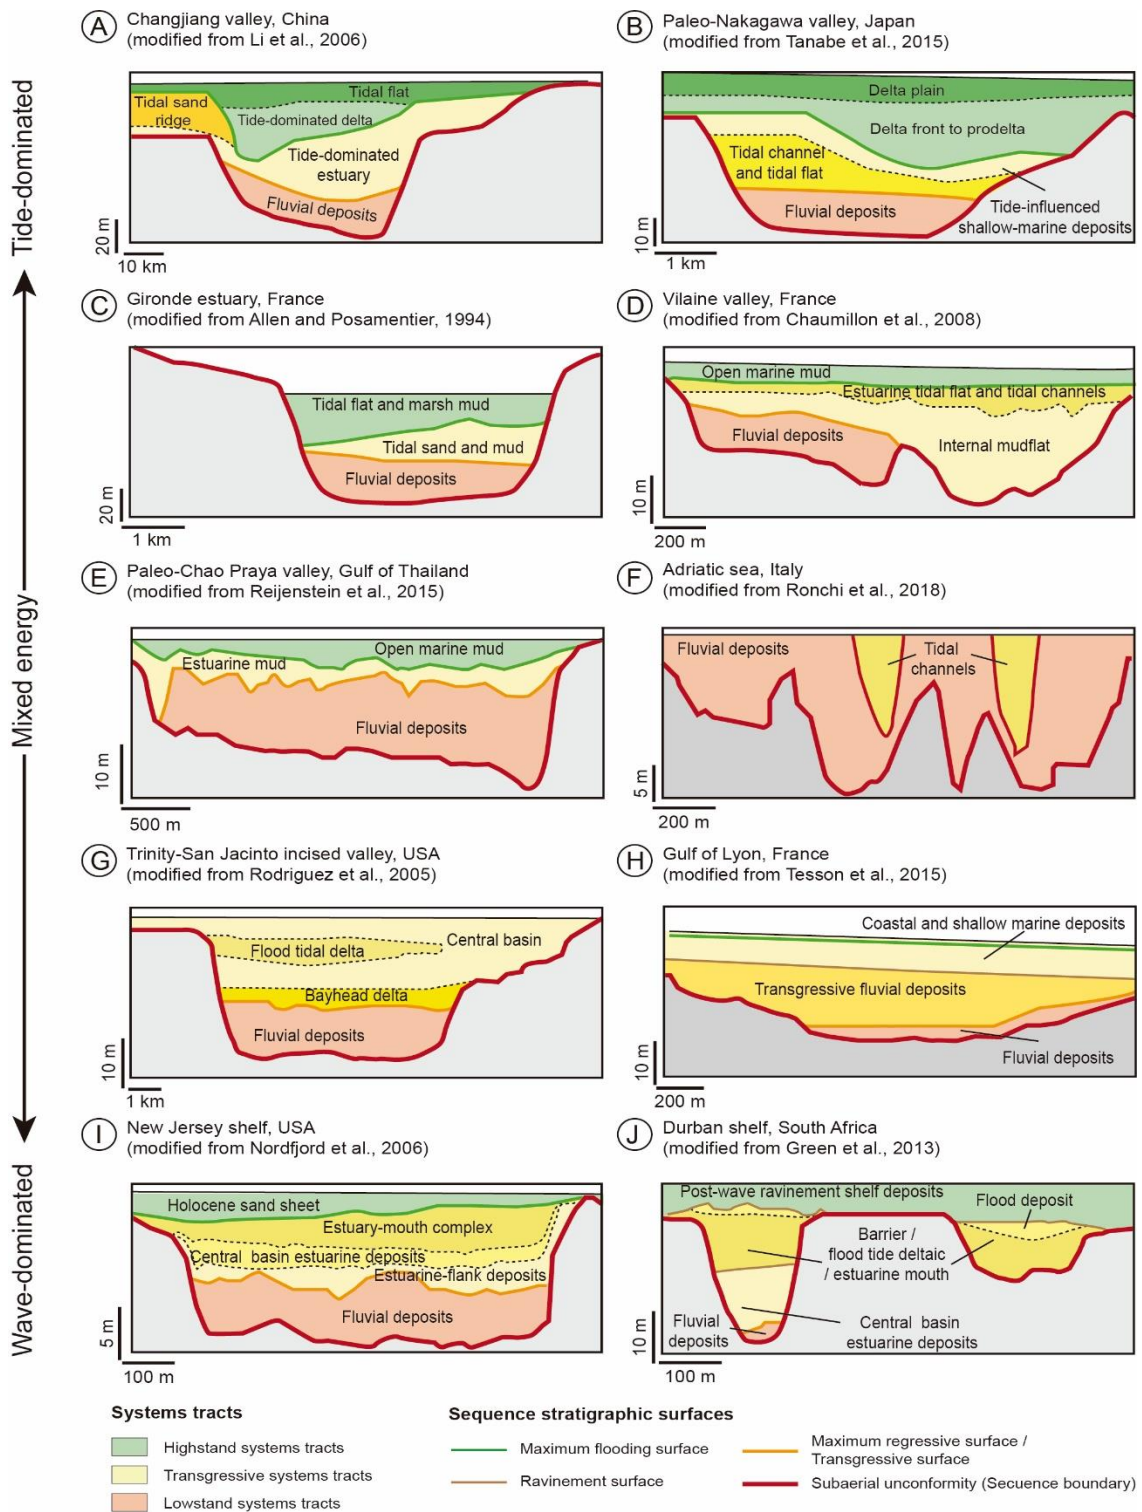 Tide-dominated
Mixed energy
Wave-dominated
A
Changjiang valley, China
(modified from Li et al., 2006)
Tidal flat
Tidal sand
ridge
Tide-dominated delta
Tide-dominated
estuary
Fluvial deposits
20 m
10 km
B
Paleo-Nakagawa valley, Japan
(modified from Tanabe et al., 2015)
Delta plain
Delta front to prodelta
Tidal channel
and tidal flat
Fluvial deposits
Tide-influenced
shallow-marine deposits
10 m
1 km
C
Gironde estuary, France
(modified from Allen and Posamentier, 1994)
Tidal flat and marsh mud
Tidal sand and mud
Fluvial deposits
20 m
1 km
D
Vilaine valley, France
(modified from Chaumillon et al., 2008)
Open marine mud
Estuarine tidal flat and tidal channels
Fluvial deposits
Internal mudflat
10 m
200 m
E
Paleo-Chao Praya valley, Gulf of Thailand
(modified from Reijenstein et al., 2015)
Open marine mud
Estuarine mud
Fluvial deposits
10 m
500 m
F
Adriatic sea, Italy
(modified from Ronchi et al., 2018)
Fluvial deposits
Tidal
channels
5 m
200 m
G
Trinity-San Jacinto incised valley, USA
(modified from Rodriguez et al., 2005)
Central basin
Flood tidal delta
Bayhead delta
Fluvial deposits
10 m
1 km
H
Gulf of Lyon, France
(modified from Tesson et al., 2015)
Coastal and shallow marine deposits
Transgressive fluvial deposits
Fluvial deposits
10 m
200 m
I
New Jersey shelf, USA
(modified from Nordfjord et al., 2006)
Holocene sand sheet
Estuary-mouth complex
Central basin estuarine deposits
Estuarine-flank deposits
Fluvial deposits
5 m
100 m
J
Durban shelf, South Africa
(modified from Green et al., 2013)
Post-wave ravinement shelf deposits
Flood deposit
Barrier /
flood tide deltaic
/ estuarine mouth
Fluvial
deposits
Central basin
estuarine deposits
10 m
100 m
Systems tracts
Highstand systems tracts
Transgressive systems tracts
Lowstand systems tracts
Sequence stratigraphic surfaces
Maximum flooding surface
Ravinement surface
Maximum regressive surface /
Transgressive surface
Subaerial unconformity (Secuence boundary)